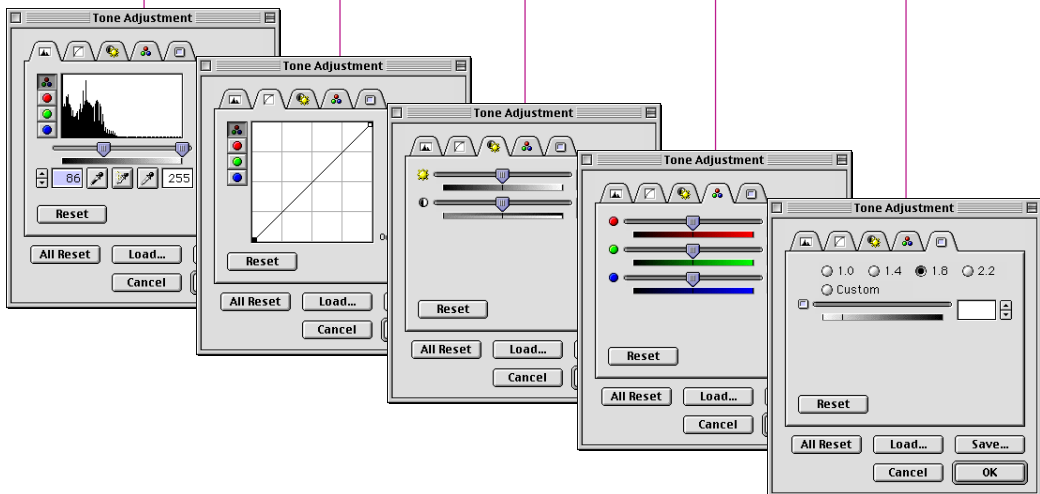 Tone Adjustment
86
255
Reset
All Reset
Load...
Cancel
Tone Adjustment
Reset
All Reset
Load...
Cancel
Tone Adjustment
Reset
All Reset
Load...
Cancel
Tone Adjustment
Reset
All Reset
Load...
Cancel
Tone Adjustment
1.0 1.4 1.8 2.2
Custom
Reset
All Reset Load... Save...
Cancel OK